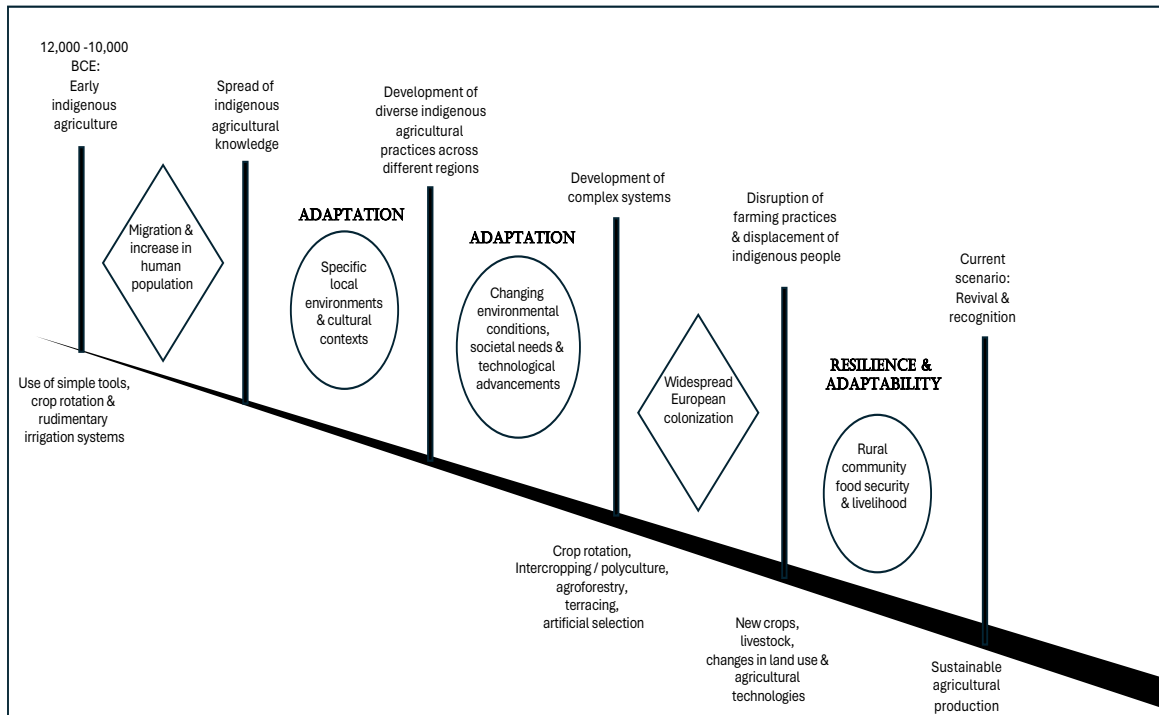 12,000 -10,000
BCE:
Early
indigenous
agriculture
Use of simple tools,
crop rotation &
rudimentary
irrigation systems
Migration &
increase in
human
population
Spread of
indigenous
agricultural
knowledge
ADAPTATION
Specific
local
environments
& cultural
contexts
Development of
diverse indigenous
agricultural
practices across
different regions
ADAPTATION
Changing
environmental
conditions,
societal needs &
technological
advancements
Development of
complex systems
Crop rotation,
Intercropping / polyculture,
agroforestry,
terracing,
artificial selection
Widespread
European
colonization
Disruption of
farming practices
& displacement of
indigenous people
New crops,
livestock,
changes in land use &
agricultural
technologies
RESILIENCE &
ADAPTABILITY
Rural
community
food security
& livelihood
Current
scenario:
Revival &
recognition
Sustainable
agricultural
production